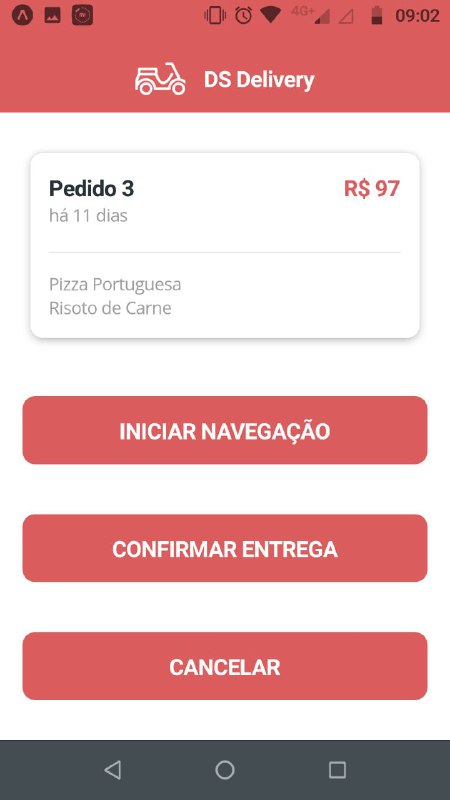 4G+ 09:02
DS Delivery
Pedido 3 R$ 97
há 11 dias
Pizza Portuguesa
Risoto de Carne
INICIAR NAVEGAÇÃO
CONFIRMAR ENTREGA
CANCELAR